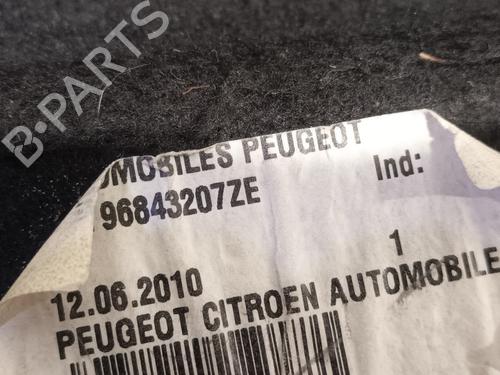 B-PARTS
OMOBILES PEUGEOT
96843207ZE
Ind:
12.06.2010
1
PEUGEOT CITROEN AUTOMOBILE